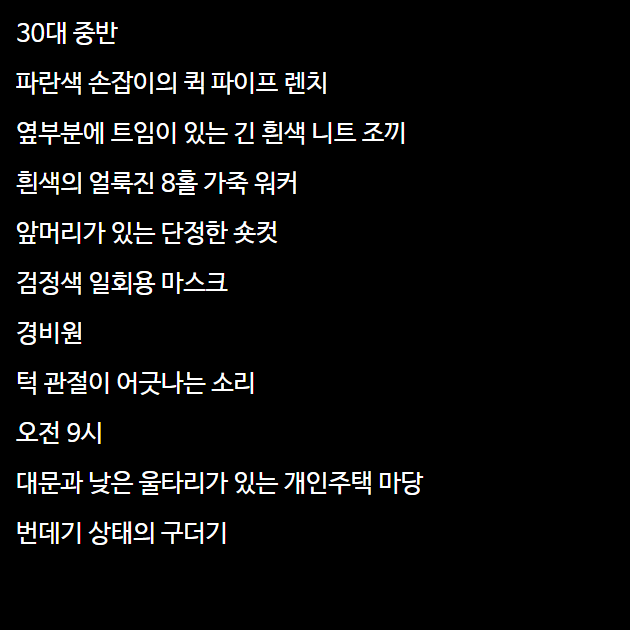 30대 중반
파란색 손잡이의 퀵 파이프 렌치
옆부분에 트임이 있는 긴 흰색 니트 조끼
흰색의 얼룩진 8홀 가죽 워커
앞머리가 있는 단정한 숏컷
검정색 일회용 마스크
경비원
턱 관절이 어긋나는 소리
오전 9시
대문과 낮은 울타리가 있는 개인주택 마당
번데기 상태의 구더기